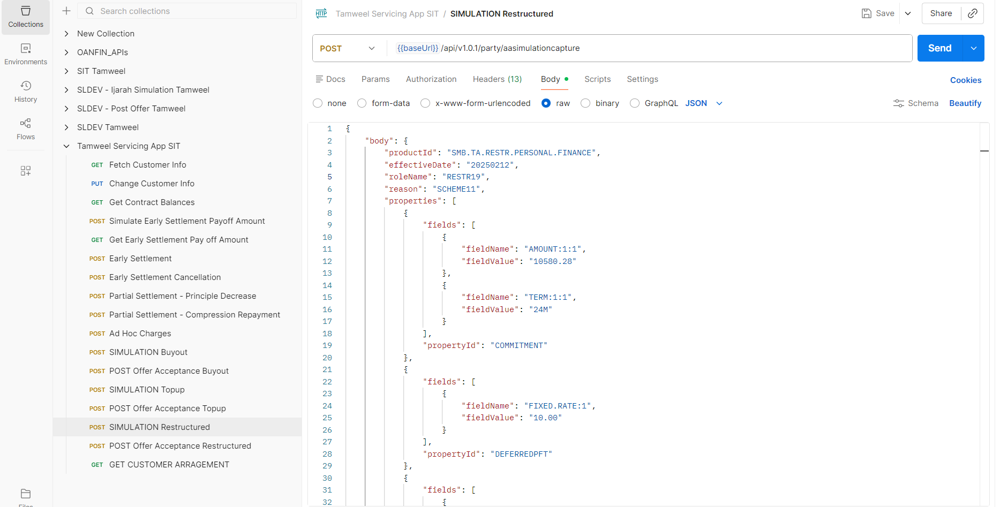 Collections
Environments
History
Flows
Files
Search collections
New Collection
OANFIN_APIs
SIT Tamweel
SLDEV - Ijarah Simulation Tamweel
SLDEV - Post Offer Tamweel
SLDEV Tamweel
Tamweel Servicing App SIT
GET Fetch Customer Info
PUT Change Customer Info
GET Get Contract Balances
POST Simulate Early Settlement Payoff Amount
GET Get Early Settlement Pay off Amount
POST Early Settlement
POST Early Settlement Cancellation
POST Partial Settlement - Principle Decrease
POST Partial Settlement - Compression Repayment
POST Ad Hoc Charges
POST SIMULATION Buyout
POST POST Offer Acceptance Buyout
POST SIMULATION Topup
POST POST Offer Acceptance Topup
POST SIMULATION Restructured
POST POST Offer Acceptance Restructured
GET GET CUSTOMER ARRAGEMENT
HTTP Tamweel Servicing App SIT / SIMULATION Restructured
Save Share
POST {{baseUrl}} /api/v1.0.1/party/aasimulationcapture Send
Docs Params Authorization Headers (13) Body Scripts Settings Cookies
none form-data x-www-form-urlencoded raw binary GraphQL JSON Schema Beautify
1 {
2 "body": {
3 "productId": "SMB.TA.RESTR.PERSONAL.FINANCE",
4 "effectiveDate": "20250212",
5 "roleName": "RESTR19",
6 "reason": "SCHEME11",
7 "properties": [
8 {
9 "fields": [
10 {
11 "fieldName": "AMOUNT:1:1",
12 "fieldValue": "10580.28"
13 },
14 {
15 "fieldName": "TERM:1:1",
16 "fieldValue": "24M"
17 }
18 ],
19 "propertyId": "COMMITMENT"
20 },
21 {
22 "fields": [
23 {
24 "fieldName": "FIXED.RATE:1",
25 "fieldValue": "10.00"
26 }
27 ],
28 "propertyId": "DEFERREDPFT"
29 },
30 {
31 "fields": [
32 {